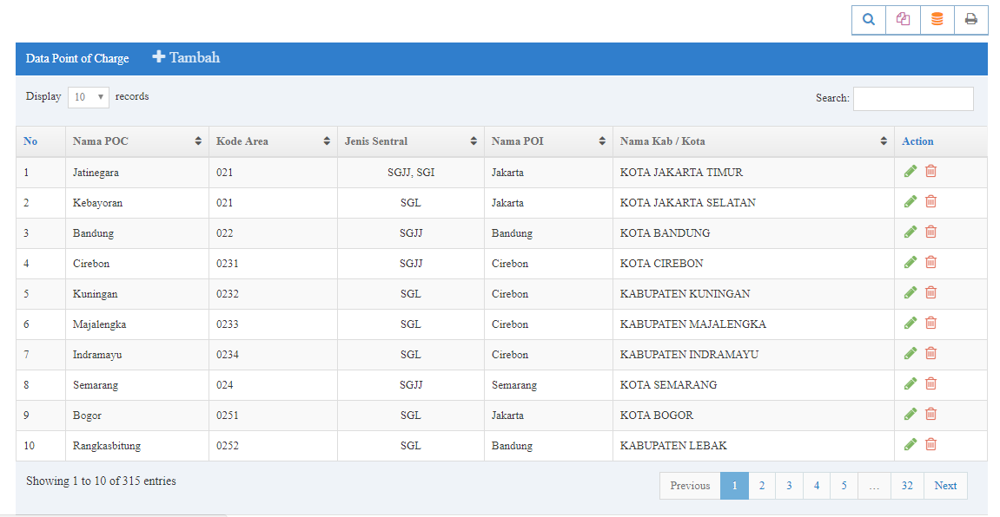 Data Point of Charge Tambah
Display 10 records Search:
No Nama POC Kode Area Jenis Sentral Nama POI Nama Kab / Kota Action
1 Jatinegara 021 SGJJ, SGI Jakarta KOTA JAKARTA TIMUR
2 Kebayoran 021 SGL Jakarta KOTA JAKARTA SELATAN
3 Bandung 022 SGJJ Bandung KOTA BANDUNG
4 Cirebon 0231 SGJJ Cirebon KOTA CIREBON
5 Kuningan 0232 SGL Cirebon KABUPATEN KUNINGAN
6 Majalengka 0233 SGL Cirebon KABUPATEN MAJALENGKA
7 Indramayu 0234 SGL Cirebon KABUPATEN INDRAMAYU
8 Semarang 024 SGJJ Semarang KOTA SEMARANG
9 Bogor 0251 SGL Jakarta KOTA BOGOR
10 Rangkasbitung 0252 SGL Bandung KABUPATEN LEBAK
Showing 1 to 10 of 315 entries Previous 1 2 3 4 5 … 32 Next